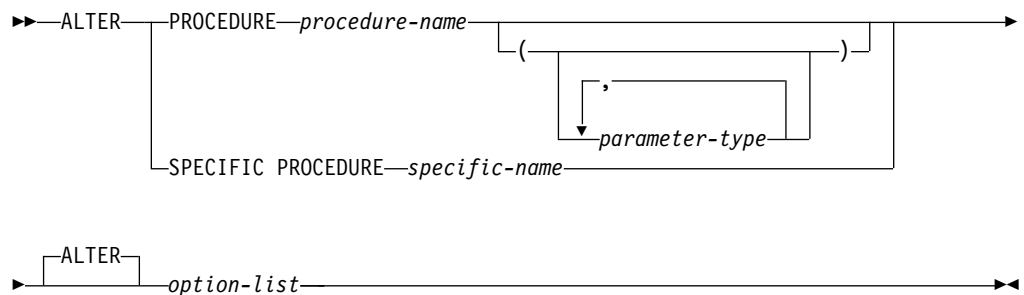 ALTER PROCEDURE procedure-name
( )
,
parameter-type
SPECIFIC PROCEDURE specific-name
ALTER
option-list